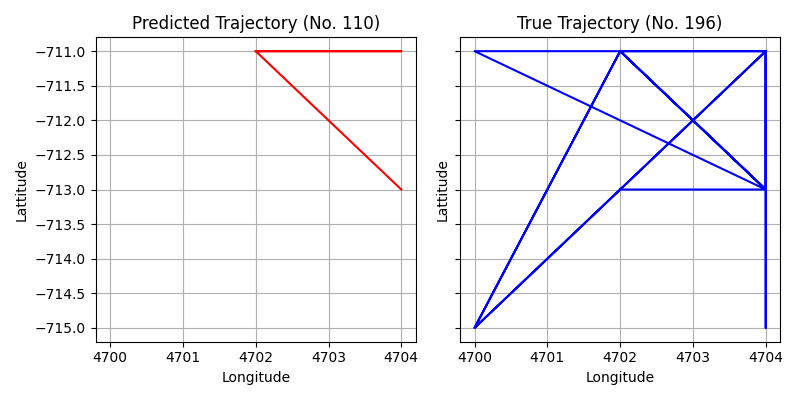 Predicted Trajectory (No. 110)
True Trajectory (No. 196)
−711.0
−711.5
−712.0
−712.5
−713.0
−713.5
−714.0
−714.5
−715.0
Lattitude
Lattitude
4700 4701 4702 4703 4704
4700 4701 4702 4703 4704
Longitude
Longitude